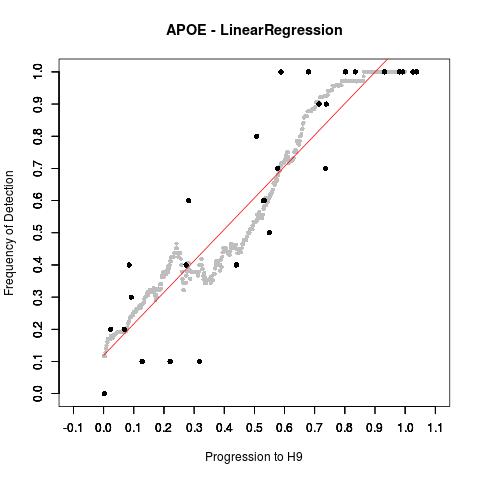 APOE - LinearRegression
Frequency of Detection
1.0
0.9
0.8
0.7
0.6
0.5
0.4
0.3
0.2
0.1
0.0
-0.1 0.0 0.1 0.2 0.3 0.4 0.5 0.6 0.7 0.8 0.9 1.0 1.1
Progression to H9